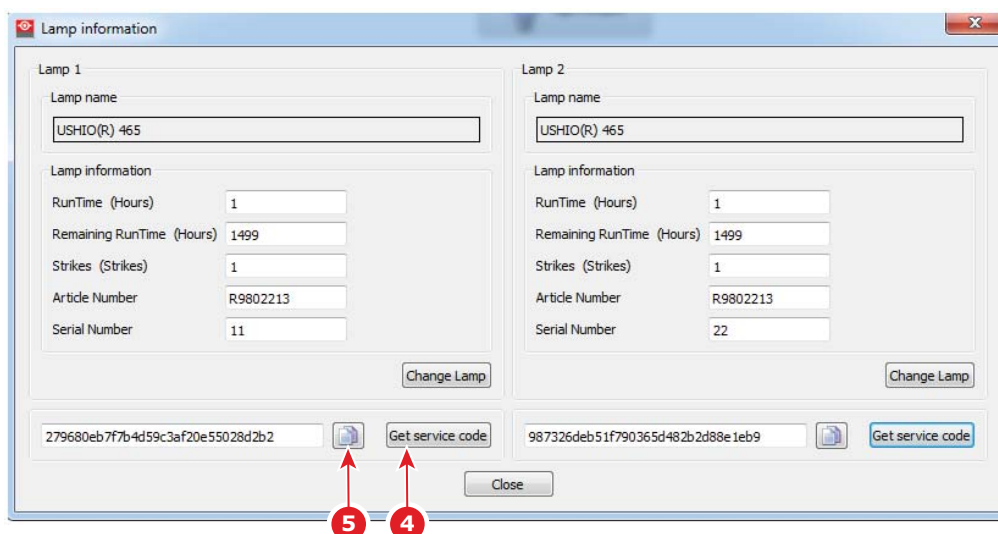 Lamp information
Lamp 1
Lamp name
USHIO(R) 465
Lamp information
RunTime (Hours) 1
Remaining RunTime (Hours) 1499
Strikes (Strikes) 1
Article Number R9802213
Serial Number 11
Change Lamp
279680eb7f7b4d59c3af20e55028d2b2 Get service code
Lamp 2
Lamp name
USHIO(R) 465
Lamp information
RunTime (Hours) 1
Remaining RunTime (Hours) 1499
Strikes (Strikes) 1
Article Number R9802213
Serial Number 22
Change Lamp
987326deb51f790365d482b2d88e1eb9 Get service code
Close
5 4